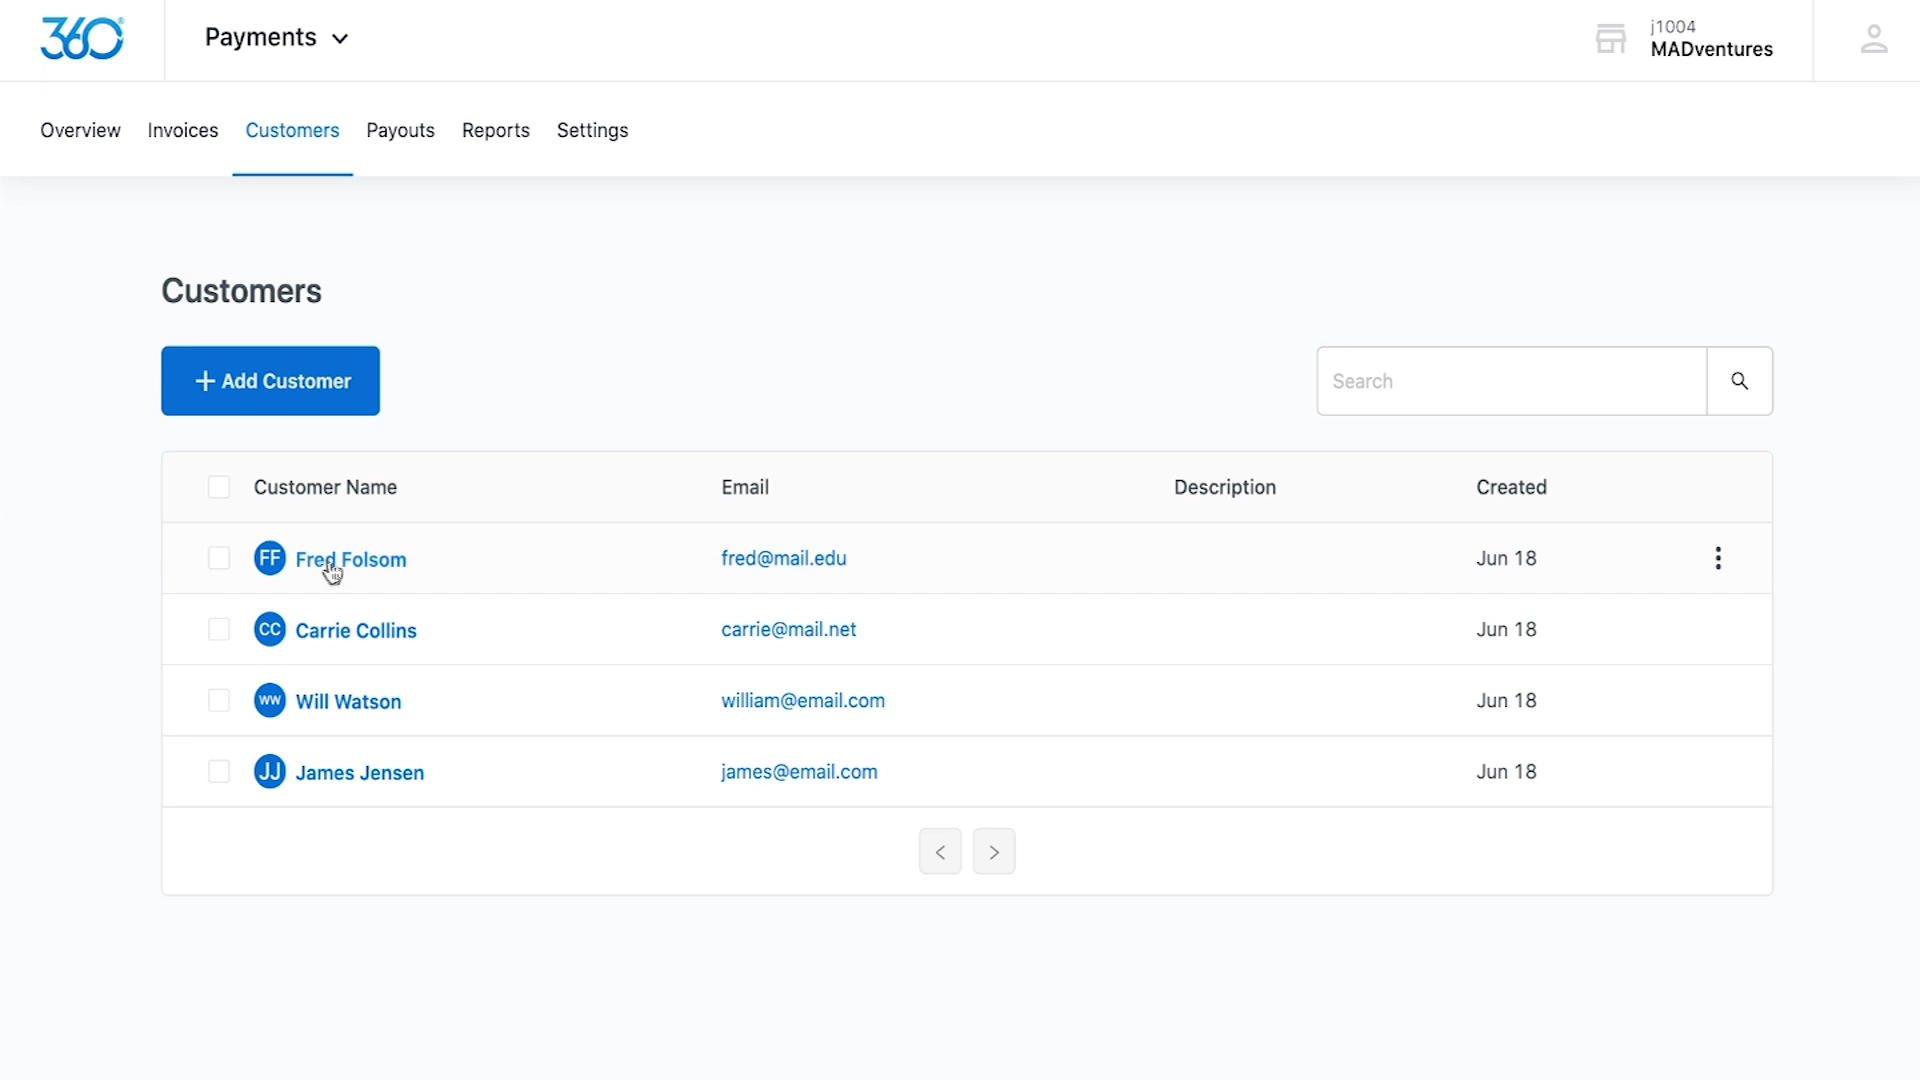 360
Payments
j1004
MADventures
Overview Invoices Customers Payouts Reports Settings
Customers
+ Add Customer
Search
Customer Name Email Description Created
FF Fred Folsom fred@mail.edu Jun 18
CC Carrie Collins carrie@mail.net Jun 18
WW Will Watson william@email.com Jun 18
JJ James Jensen james@email.com Jun 18
< >